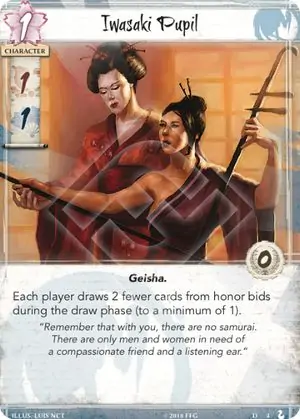 Iwasaki Pupil
1
CHARACTER
1
1
0
Geisha.
Each player draws 2 fewer cards from honor bids
during the draw phase (to a minimum of 1).
"Remember that with you, there are no samurai.
There are only men and women in need of
a compassionate friend and a listening ear."
ILLUS: LUIS NCT
©2018 FFG
D 4